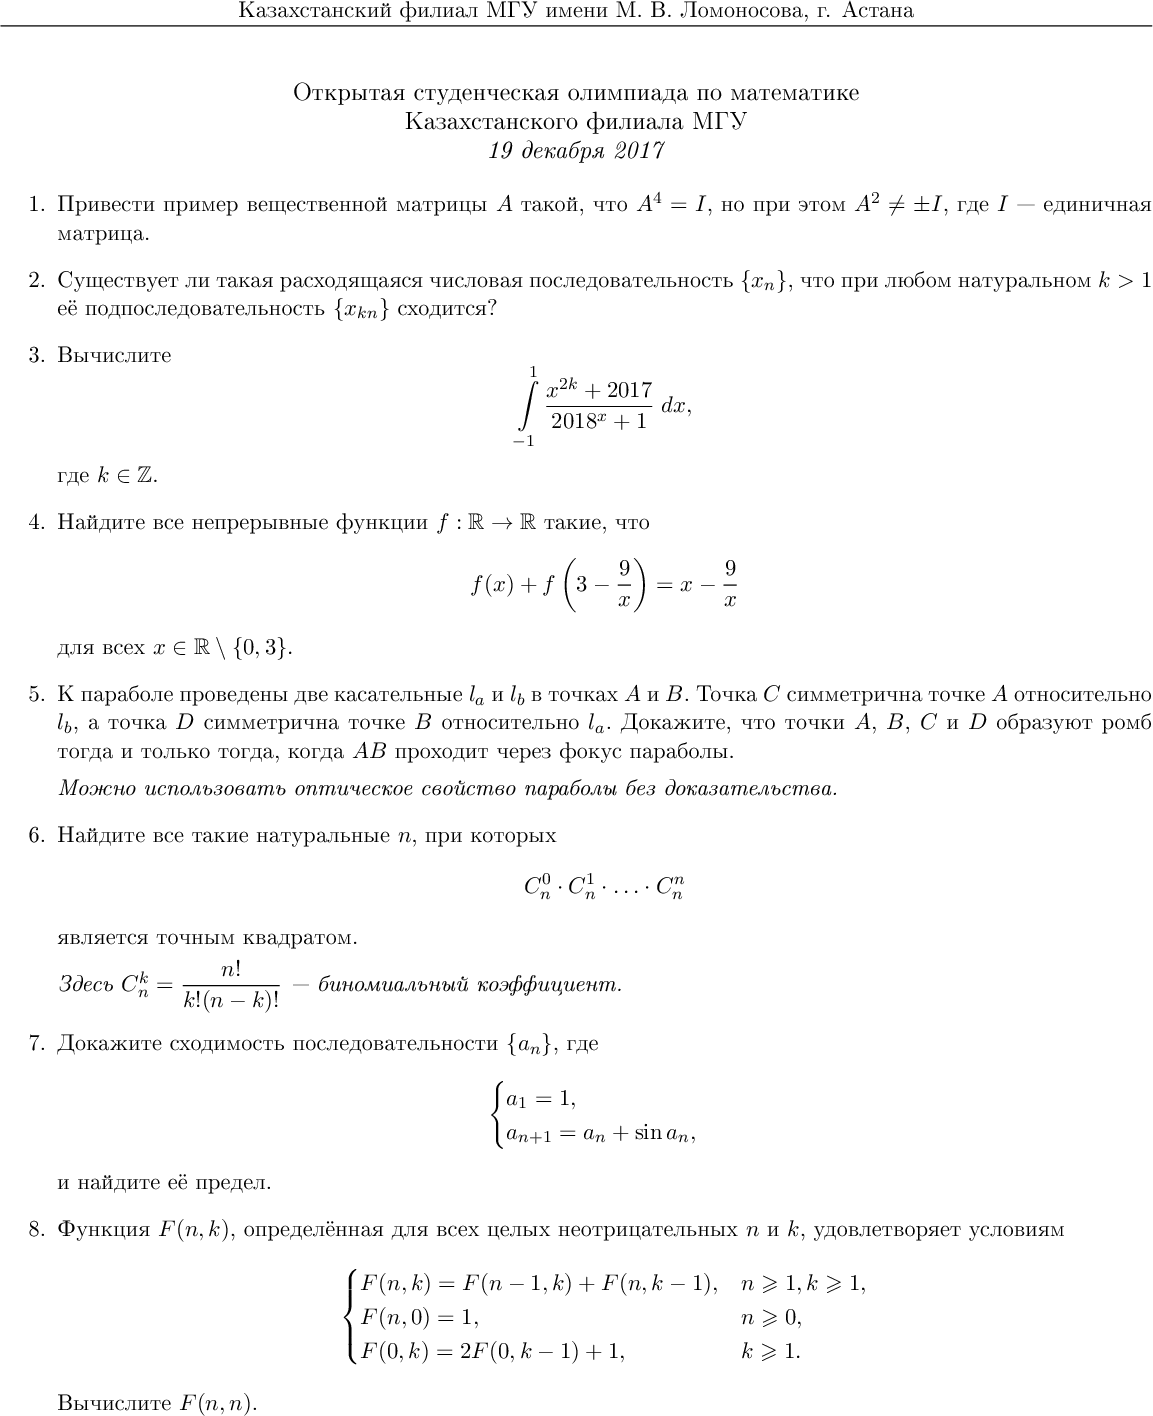 Казахстанский филиал МГУ имени М. В. Ломоносова, г. Астана
Открытая студенческая олимпиада по математике
Казахстанского филиала МГУ
19 декабря 2017
1. Привести пример вещественной матрицы $A$ такой, что $A^4 = I$, но при этом $A^2 \neq \pm I$, где $I$ — единичная
матрица.
2. Существует ли такая расходящаяся числовая последовательность $\{x_n\}$, что при любом натуральном $k > 1$
её подпоследовательность $\{x_{kn}\}$ сходится?
3. Вычислите
$$\int\limits_{-1}^{1} \frac{x^{2k} + 2017}{2018^x + 1}\, dx,$$
где $k \in \mathbb{Z}$.
4. Найдите все непрерывные функции $f : \mathbb{R} \to \mathbb{R}$ такие, что
$$f(x) + f\left(3 - \frac{9}{x}\right) = x - \frac{9}{x}$$
для всех $x \in \mathbb{R} \setminus \{0, 3\}$.
5. К параболе проведены две касательные $l_a$ и $l_b$ в точках $A$ и $B$. Точка $C$ симметрична точке $A$ относительно
$l_b$, а точка $D$ симметрична точке $B$ относительно $l_a$. Докажите, что точки $A$, $B$, $C$ и $D$ образуют ромб
тогда и только тогда, когда $AB$ проходит через фокус параболы.
Можно использовать оптическое свойство параболы без доказательства.
6. Найдите все такие натуральные $n$, при которых
$$C_n^0 \cdot C_n^1 \cdot \ldots \cdot C_n^n$$
является точным квадратом.
Здесь $C_n^k = \frac{n!}{k!(n-k)!}$ — биномиальный коэффициент.
7. Докажите сходимость последовательности $\{a_n\}$, где
$$\begin{cases} a_1 = 1, \\ a_{n+1} = a_n + \sin a_n, \end{cases}$$
и найдите её предел.
8. Функция $F(n, k)$, определённая для всех целых неотрицательных $n$ и $k$, удовлетворяет условиям
$$\begin{cases} F(n, k) = F(n-1, k) + F(n, k-1), & n \geqslant 1, k \geqslant 1, \\ F(n, 0) = 1, & n \geqslant 0, \\ F(0, k) = 2F(0, k-1) + 1, & k \geqslant 1. \end{cases}$$
Вычислите $F(n, n)$.